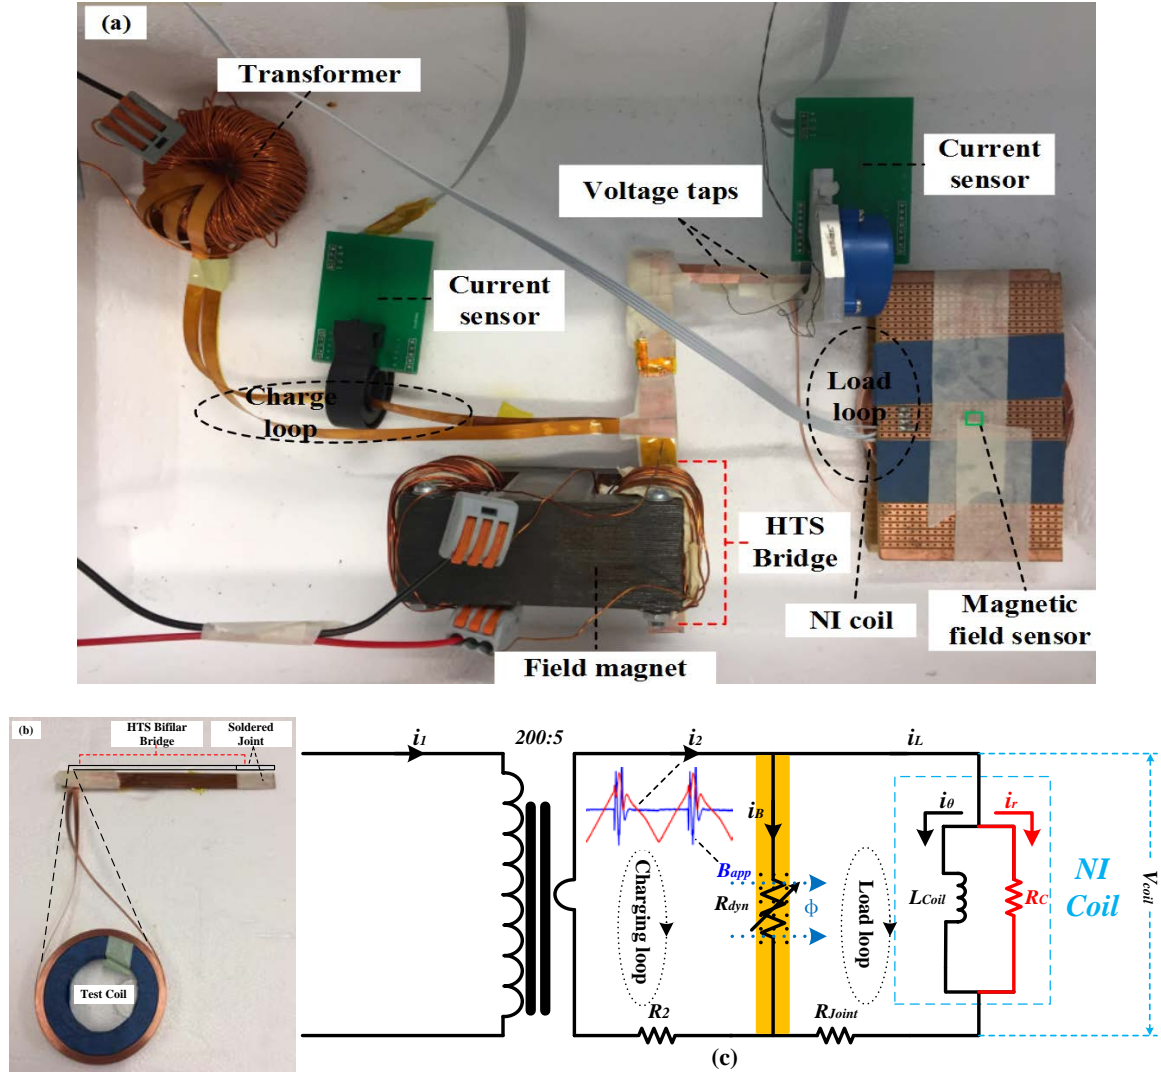 (a)
Transformer
Current
sensor
Voltage taps
Current
sensor
Charge
loop
Load
loop
HTS
Bridge
NI coil
Magnetic
field sensor
Field magnet
(b)
HTS Bifilar
Bridge
Soldered
Joint
Test Coil
i1
200:5
i2
iL
iB
Bapp
Rdyn
ϕ
Charging loop
Load loop
R2
RJoint
iθ
ir
LCoil
RC
NI
Coil
Vcoil
(c)